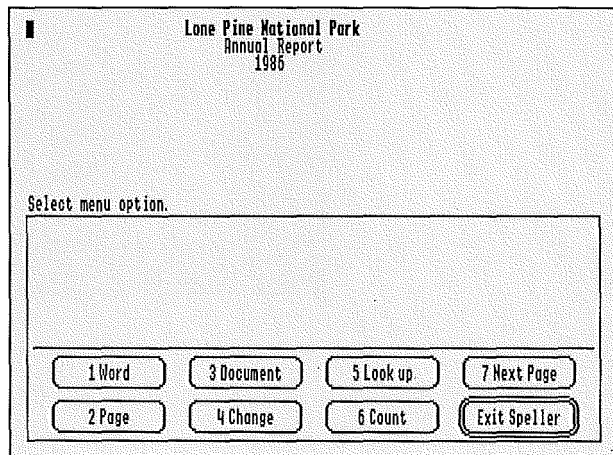 Lone Pine National Park
Annual Report
1986
Select menu option.
1 Word 3 Document 5 Look up 7 Next Page
2 Page 4 Change 6 Count Exit Speller